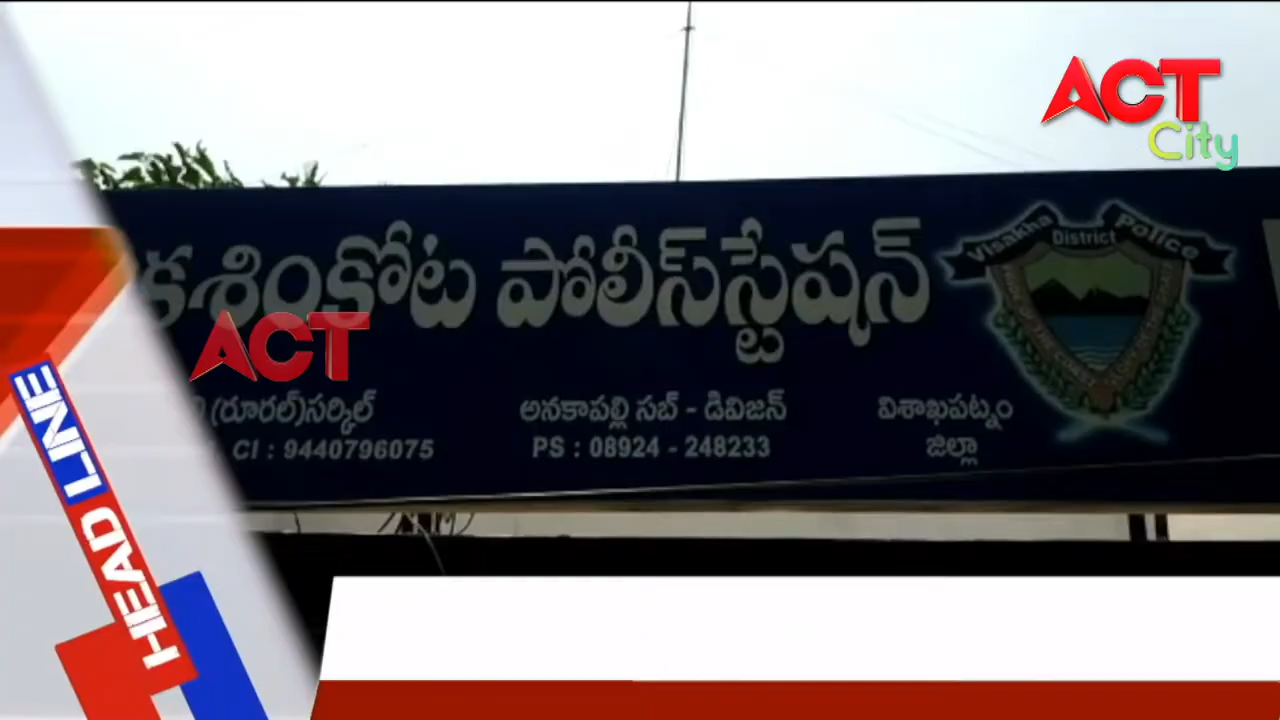 ACT
City
కశింకోట పోలీస్‌స్టేషన్
Visakha District Police
ACT
(రూరల్)సర్కిల్ అనకాపల్లి సబ్ - డివిజన్ విశాఖపట్నం
CI : 9440796075 PS : 08924 - 248233 జిల్లా
HEAD LINE